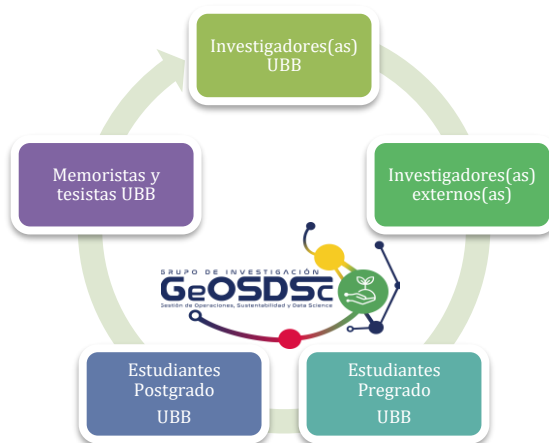 Investigadores(as)
UBB
Investigadores(as)
externos(as)
Memoristas y
tesistas UBB
GRUPO DE INVESTIGACIÓN
GeOSDSc
Gestión de Operaciones, Sustentabilidad y Data Science
Estudiantes
Postgrado
UBB
Estudiantes
Pregrado
UBB